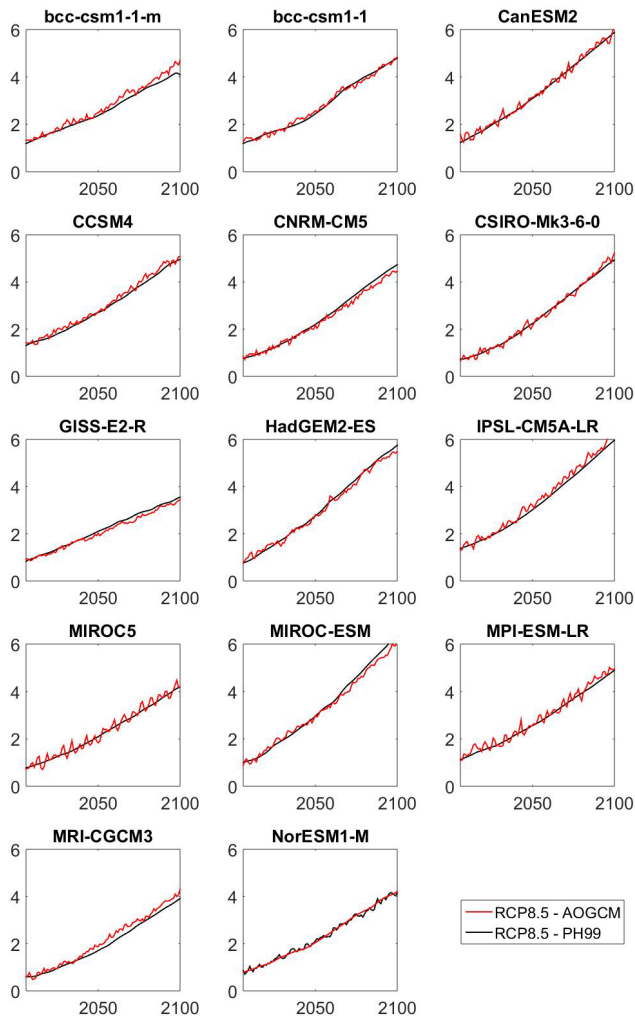 bcc-csm1-1-m bcc-csm1-1 CanESM2
6 6 6
4 4 4
2 2 2
0 0 0
2050 2100 2050 2100 2050 2100
CCSM4 CNRM-CM5 CSIRO-Mk3-6-0
6 6 6
4 4 4
2 2 2
0 0 0
2050 2100 2050 2100 2050 2100
GISS-E2-R HadGEM2-ES IPSL-CM5A-LR
6 6 6
4 4 4
2 2 2
0 0 0
2050 2100 2050 2100 2050 2100
MIROC5 MIROC-ESM MPI-ESM-LR
6 6 6
4 4 4
2 2 2
0 0 0
2050 2100 2050 2100 2050 2100
MRI-CGCM3 NorESM1-M
6 6
4 4
2 2
0 0
2050 2100 2050 2100
RCP8.5 - AOGCM
RCP8.5 - PH99